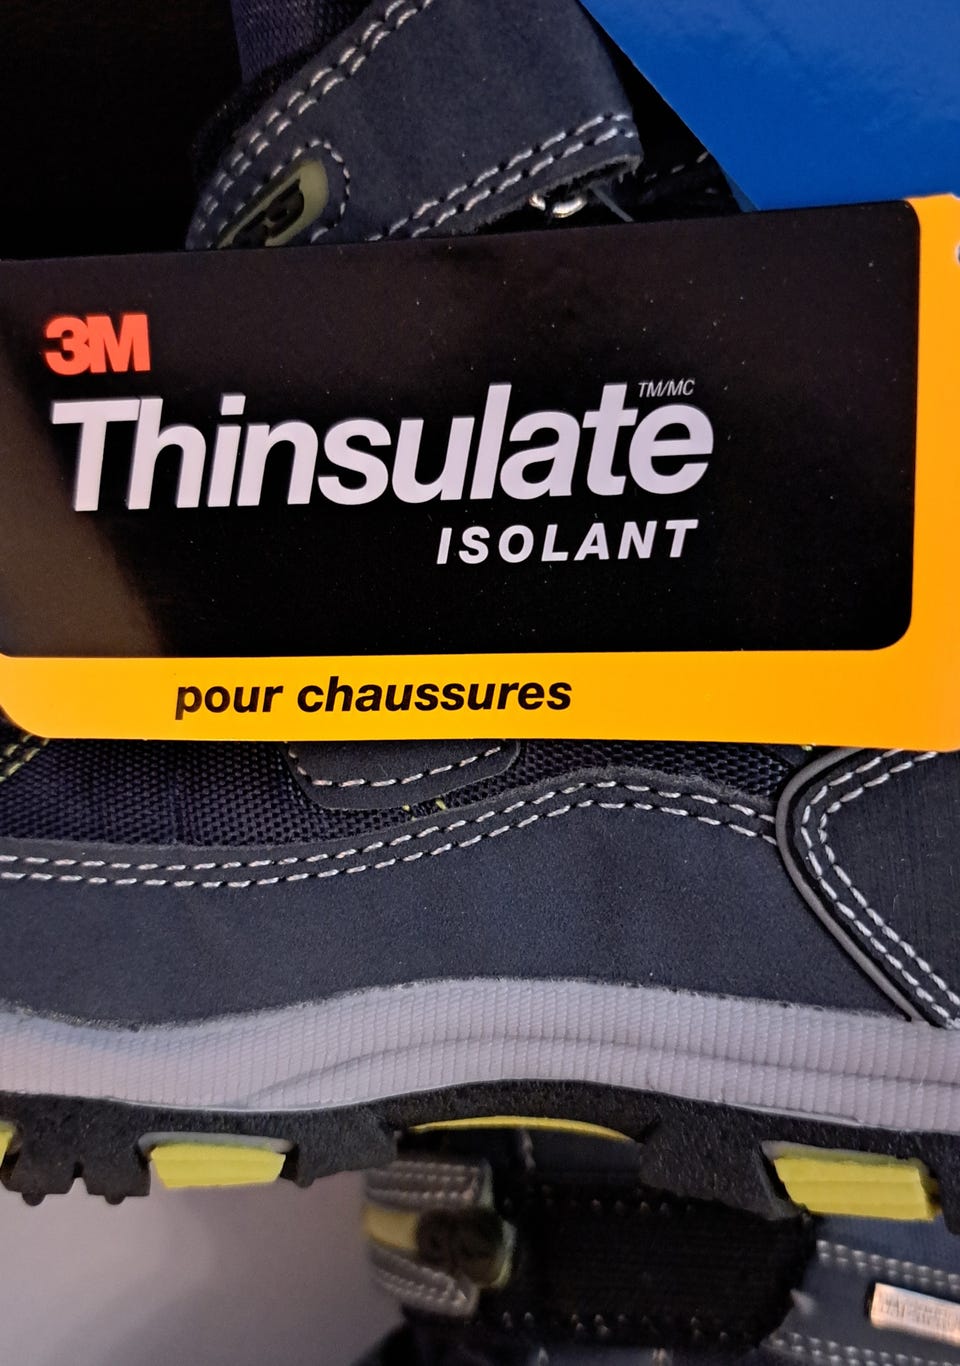 3M
Thinsulate TM/MC
ISOLANT
pour chaussures